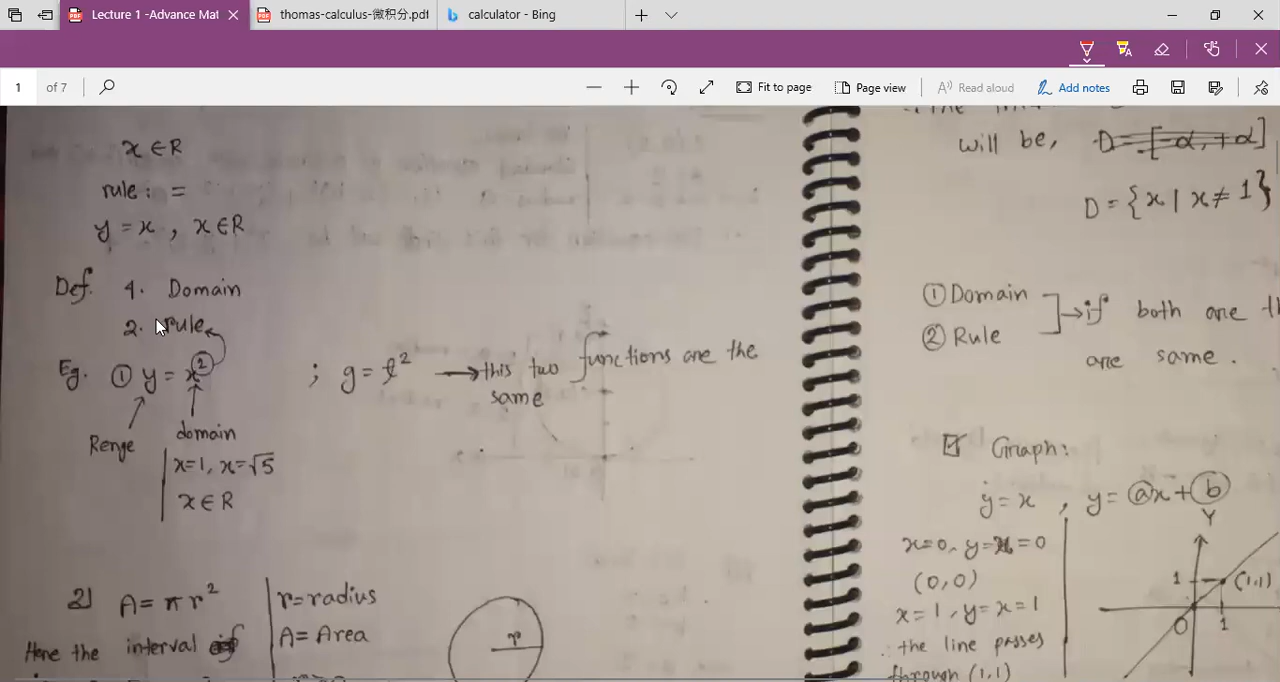 Lecture 1 -Advance Mat
thomas-calculus-微积分.pdf
calculator - Bing
1 of 7
Fit to page
Page view
Read aloud
Add notes
x ∈ R
rule: =
y = x , x ∈ R
Def. 1. Domain
2. rule
Eg. ① y = x² ; g = t² → this two functions are the
same
Renge
domain
x=1, x=√5
x ∈ R
2) A = π r²
r = radius
Here the interval
A = Area
r
will be,
D = {x | x ≠ 1}
① Domain
② Rule
→ if both are
are same.
Graph:
y = x , y = ax + b
x=0, y=x=0
(0,0)
x=1, y=x=1
∴ the line passes
through (1,1)
Y
1
(1,1)
O
1